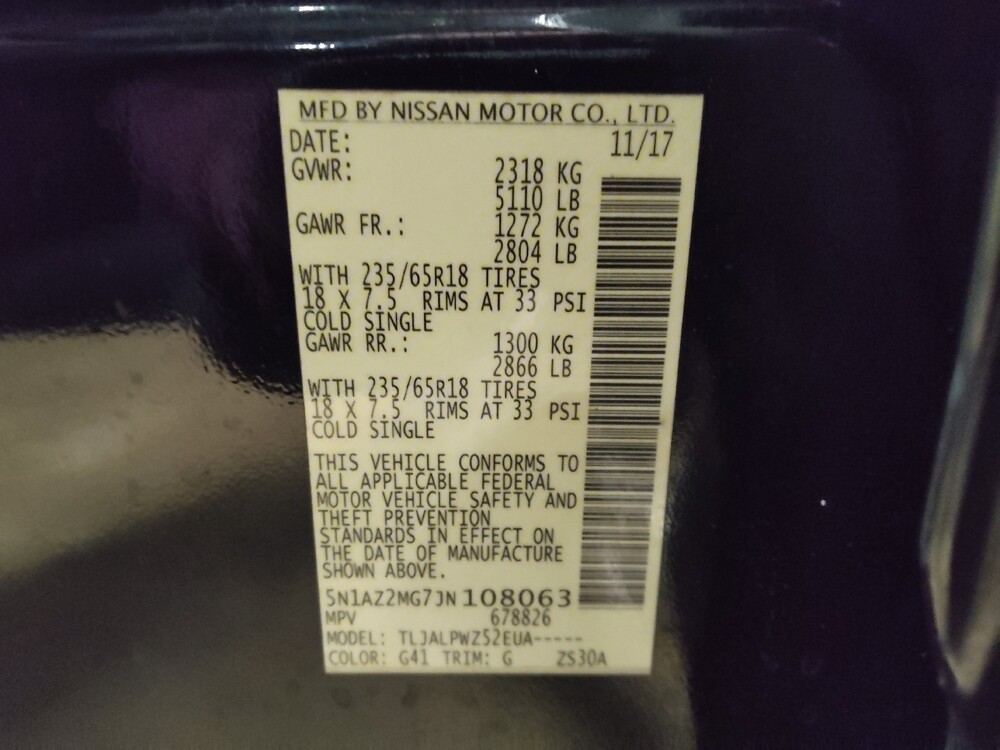 MFD BY NISSAN MOTOR CO., LTD.
DATE: 11/17
GVWR: 2318 KG
5110 LB
GAWR FR.: 1272 KG
2804 LB
WITH 235/65R18 TIRES
18 X 7.5 RIMS AT 33 PSI
COLD SINGLE
GAWR RR.: 1300 KG
2866 LB
WITH 235/65R18 TIRES
18 X 7.5 RIMS AT 33 PSI
COLD SINGLE
THIS VEHICLE CONFORMS TO
ALL APPLICABLE FEDERAL
MOTOR VEHICLE SAFETY AND
THEFT PREVENTION
STANDARDS IN EFFECT ON
THE DATE OF MANUFACTURE
SHOWN ABOVE.
5N1AZ2MG7JN108063
MPV 678826
MODEL: TLJALPWZ52EUA-----
COLOR: G41 TRIM: G ZS30A